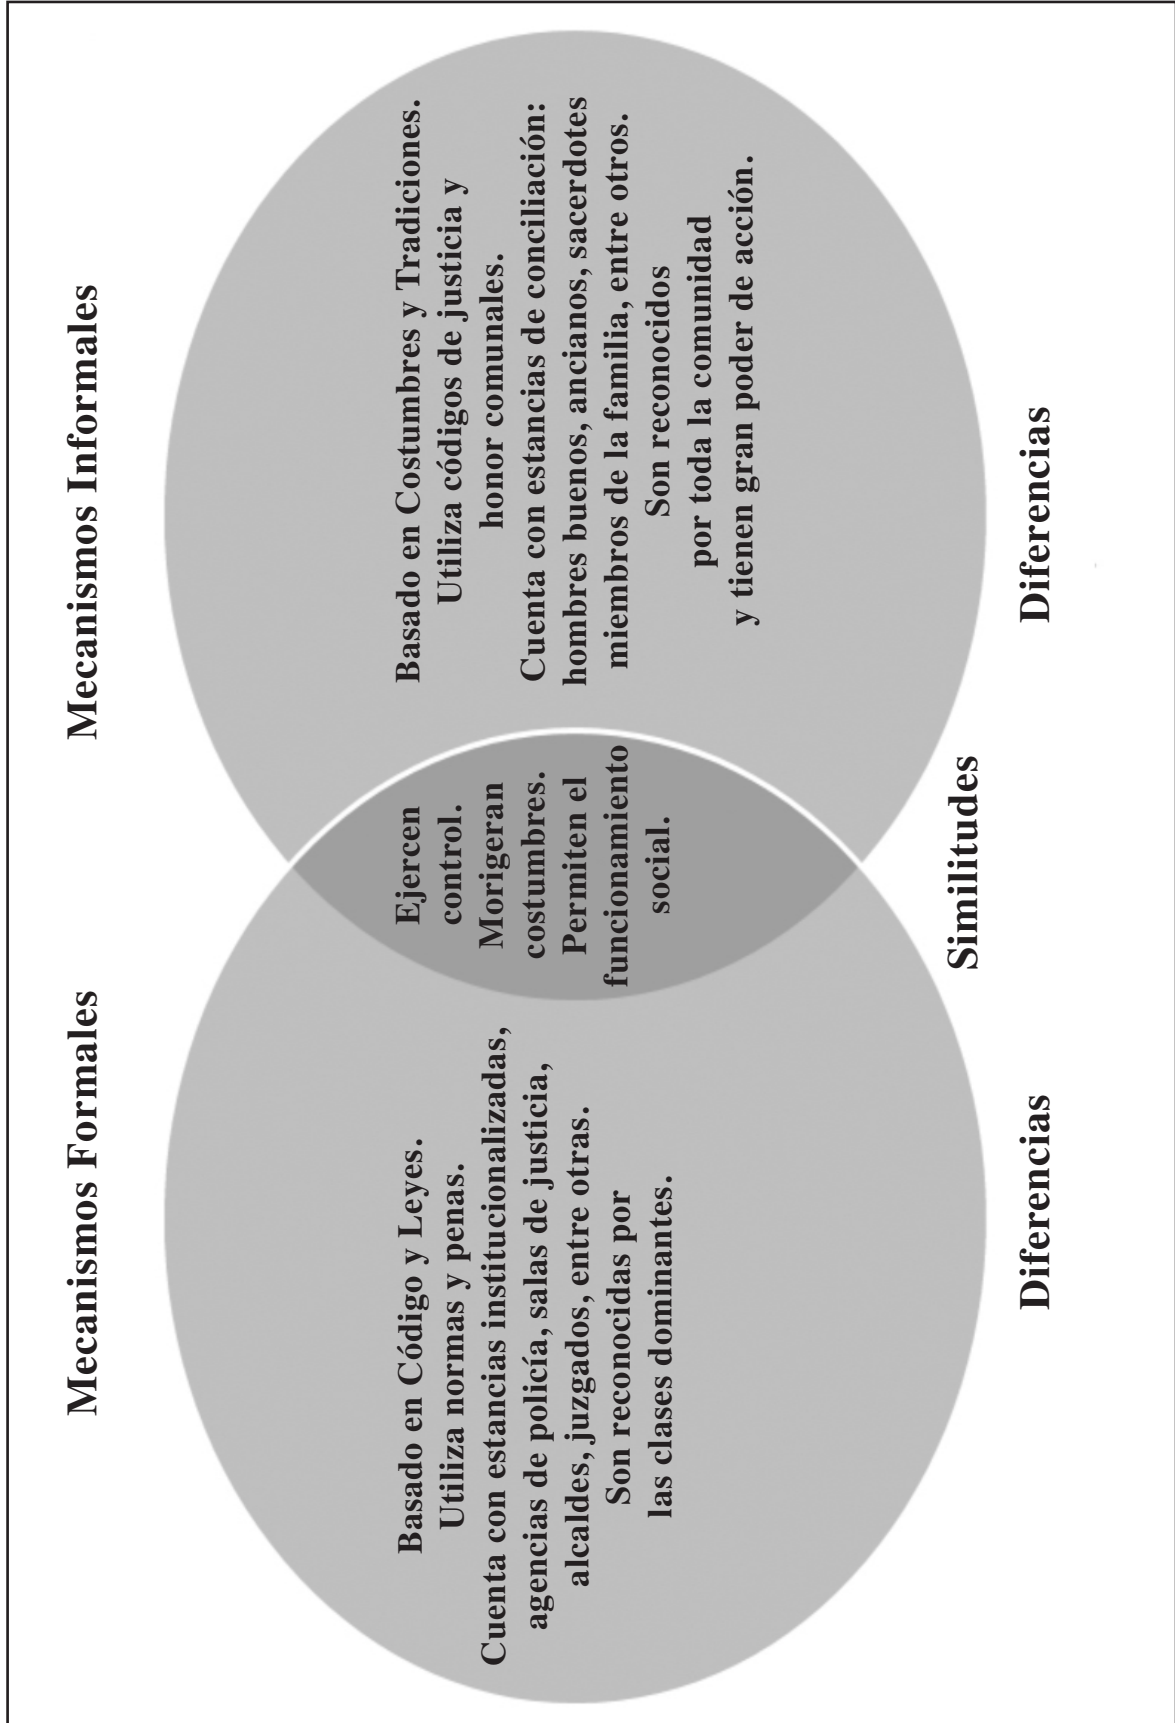 Mecanismos Formales
Mecanismos Informales
Basado en Código y Leyes.
Utiliza normas y penas.
Cuenta con estancias institucionalizadas,
agencias de policía, salas de justicia,
alcaldes, juzgados, entre otras.
Son reconocidas por
las clases dominantes.
Ejercen
control.
Morigeran
costumbres.
Permiten el
funcionamiento
social.
Basado en Costumbres y Tradiciones.
Utiliza códigos de justicia y
honor comunales.
Cuenta con estancias de conciliación:
hombres buenos, ancianos, sacerdotes
miembros de la familia, entre otros.
Son reconocidos
por toda la comunidad
y tienen gran poder de acción.
Diferencias
Similitudes
Diferencias